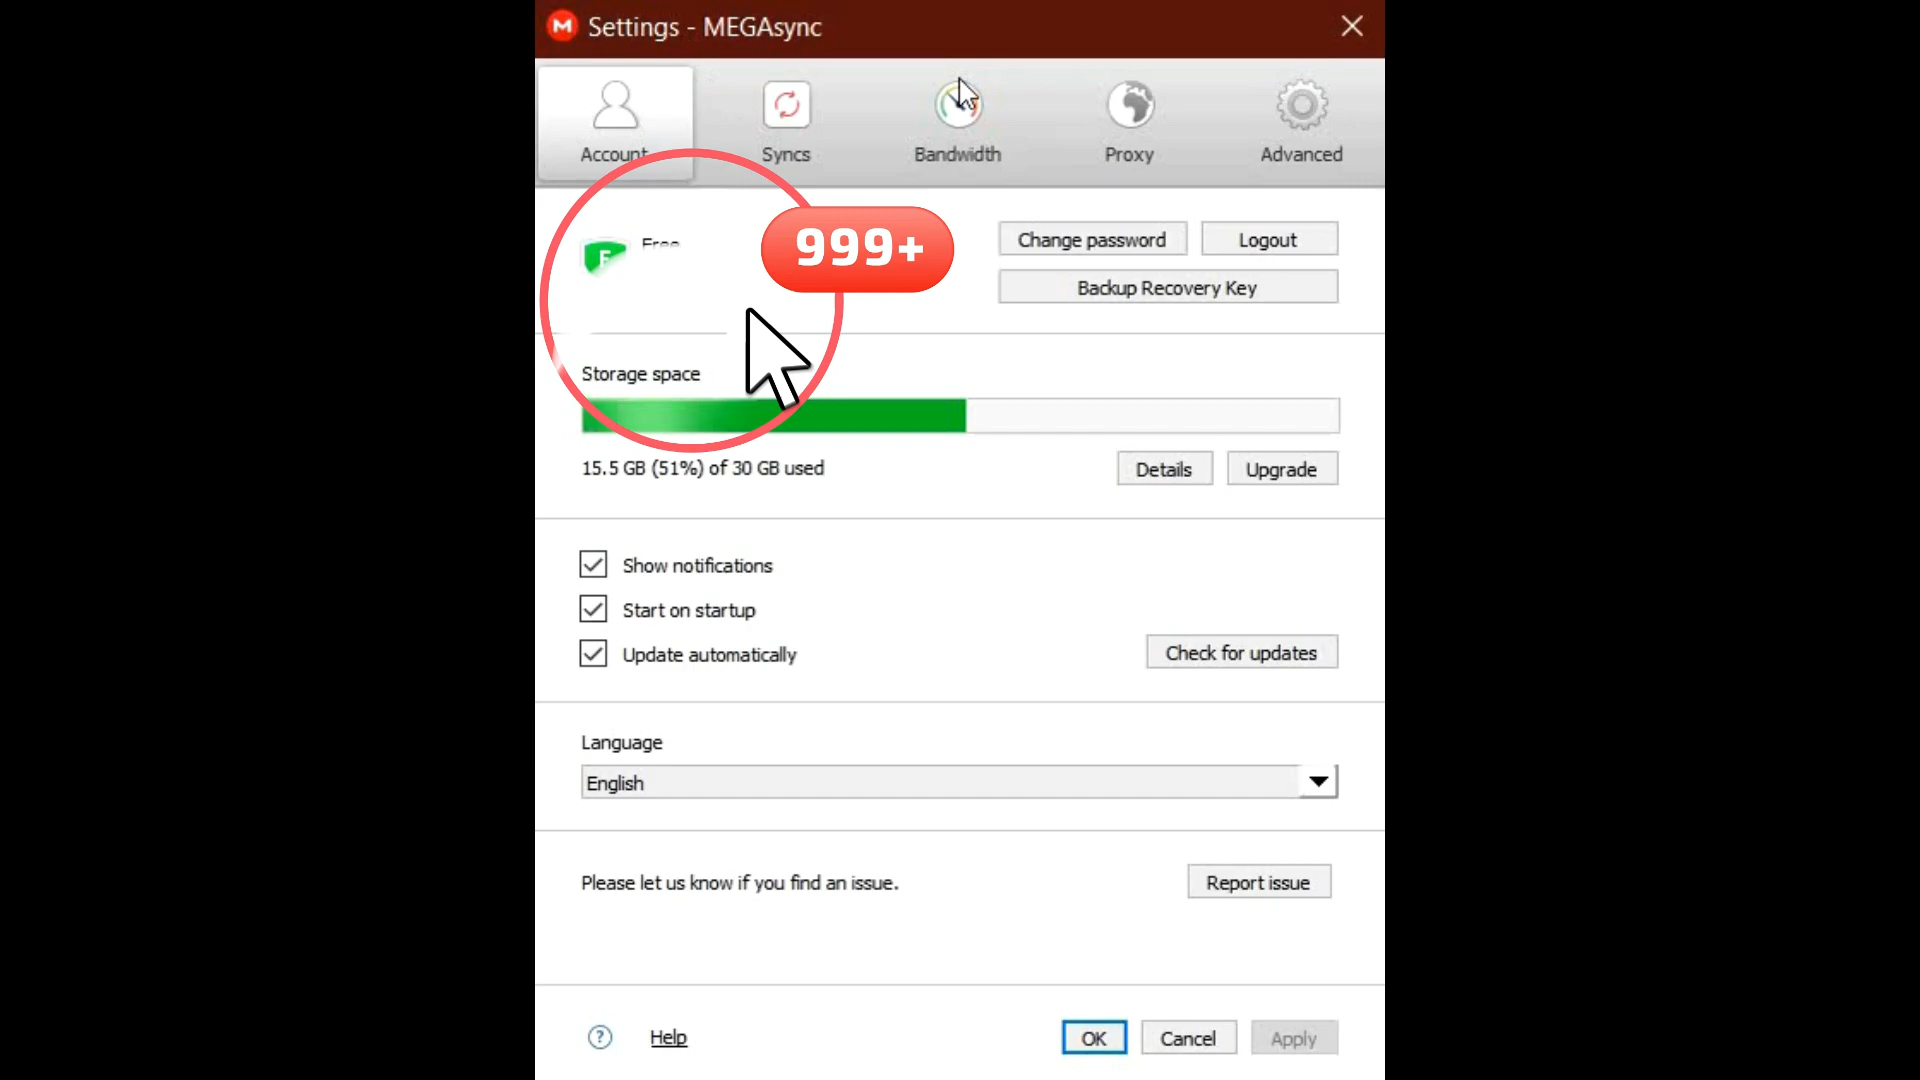 Settings - MEGAsync
Account
Syncs
Bandwidth
Proxy
Advanced
F
Free
999+
Change password
Logout
Backup Recovery Key
Storage space
15.5 GB (51%) of 30 GB used
Details
Upgrade
Show notifications
Start on startup
Update automatically
Check for updates
Language
English
Please let us know if you find an issue.
Report issue
? Help
OK
Cancel
Apply